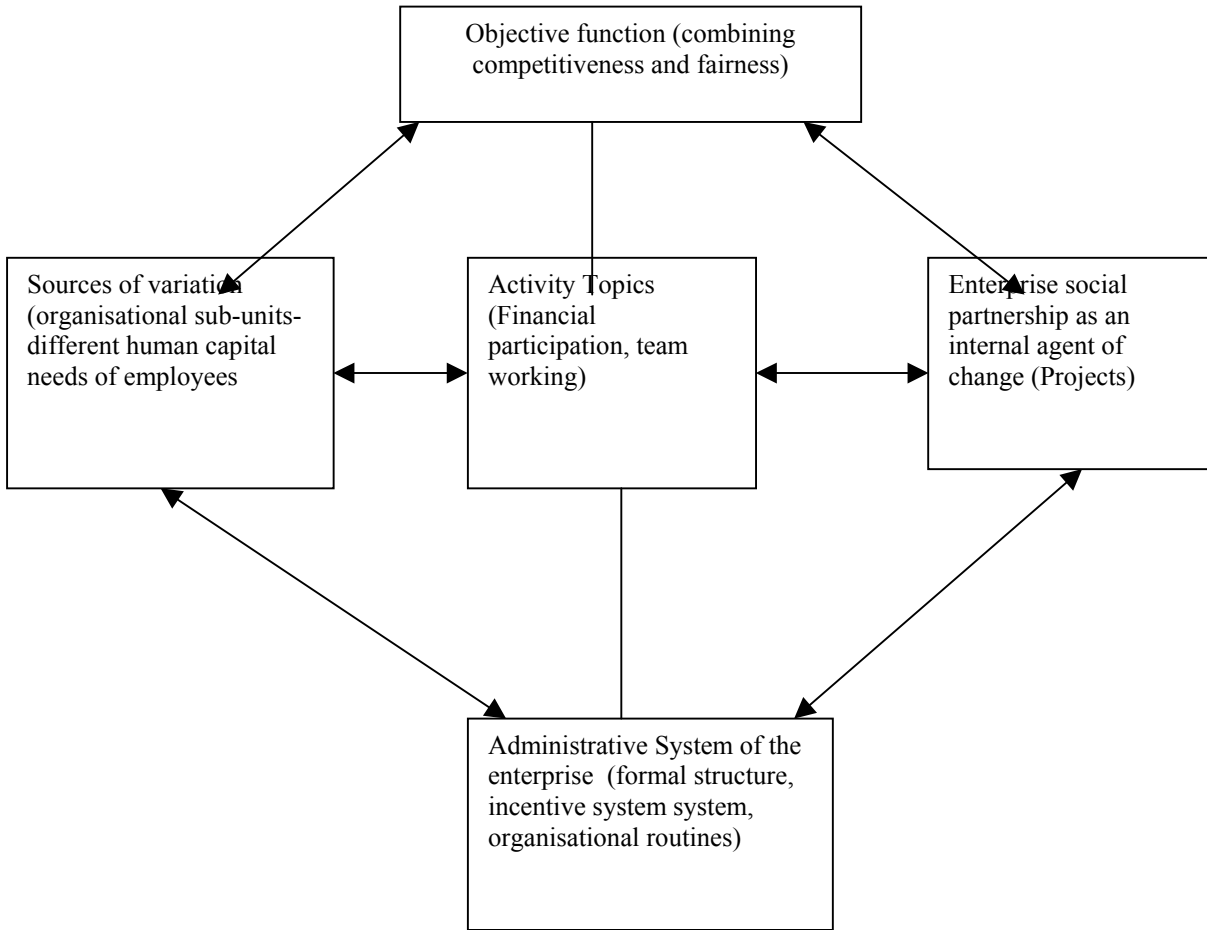 Objective function (combining
competitiveness and fairness)
Sources of variation
(organisational sub-units-
different human capital
needs of employees
Activity Topics
(Financial
participation, team
working)
Enterprise social
partnership as an
internal agent of
change (Projects)
Administrative System of the
enterprise (formal structure,
incentive system system,
organisational routines)